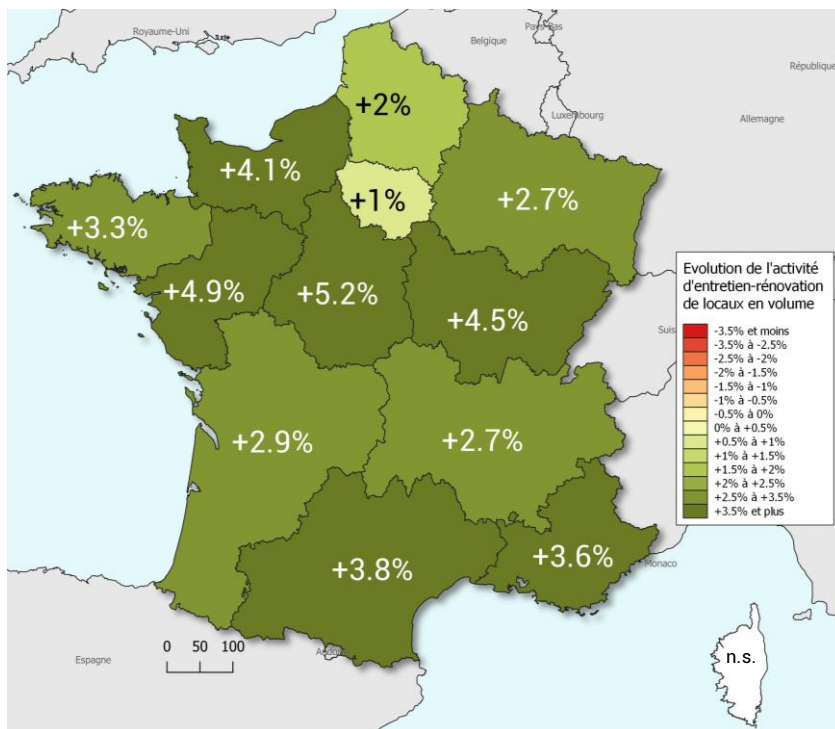 Royaume-Uni
Belgique
Pays-Bas
République
Luxembourg
Allemagne
+2%
+4.1%
+1%
+2.7%
+3.3%
+4.9%
+5.2%
+4.5%
Suis
+2.9%
+2.7%
+3.8%
+3.6%
Monaco
Espagne
0 50 100
n.s.
Evolution de l'activité
d'entretien-rénovation
de locaux en volume
-3.5% et moins
-3.5% à -2.5%
-2.5% à -2%
-2% à -1.5%
-1.5% à -1%
-1% à -0.5%
-0.5% à 0%
0% à +0.5%
+0.5% à +1%
+1% à +1.5%
+1.5% à +2%
+2% à +2.5%
+2.5% à +3.5%
+3.5% et plus